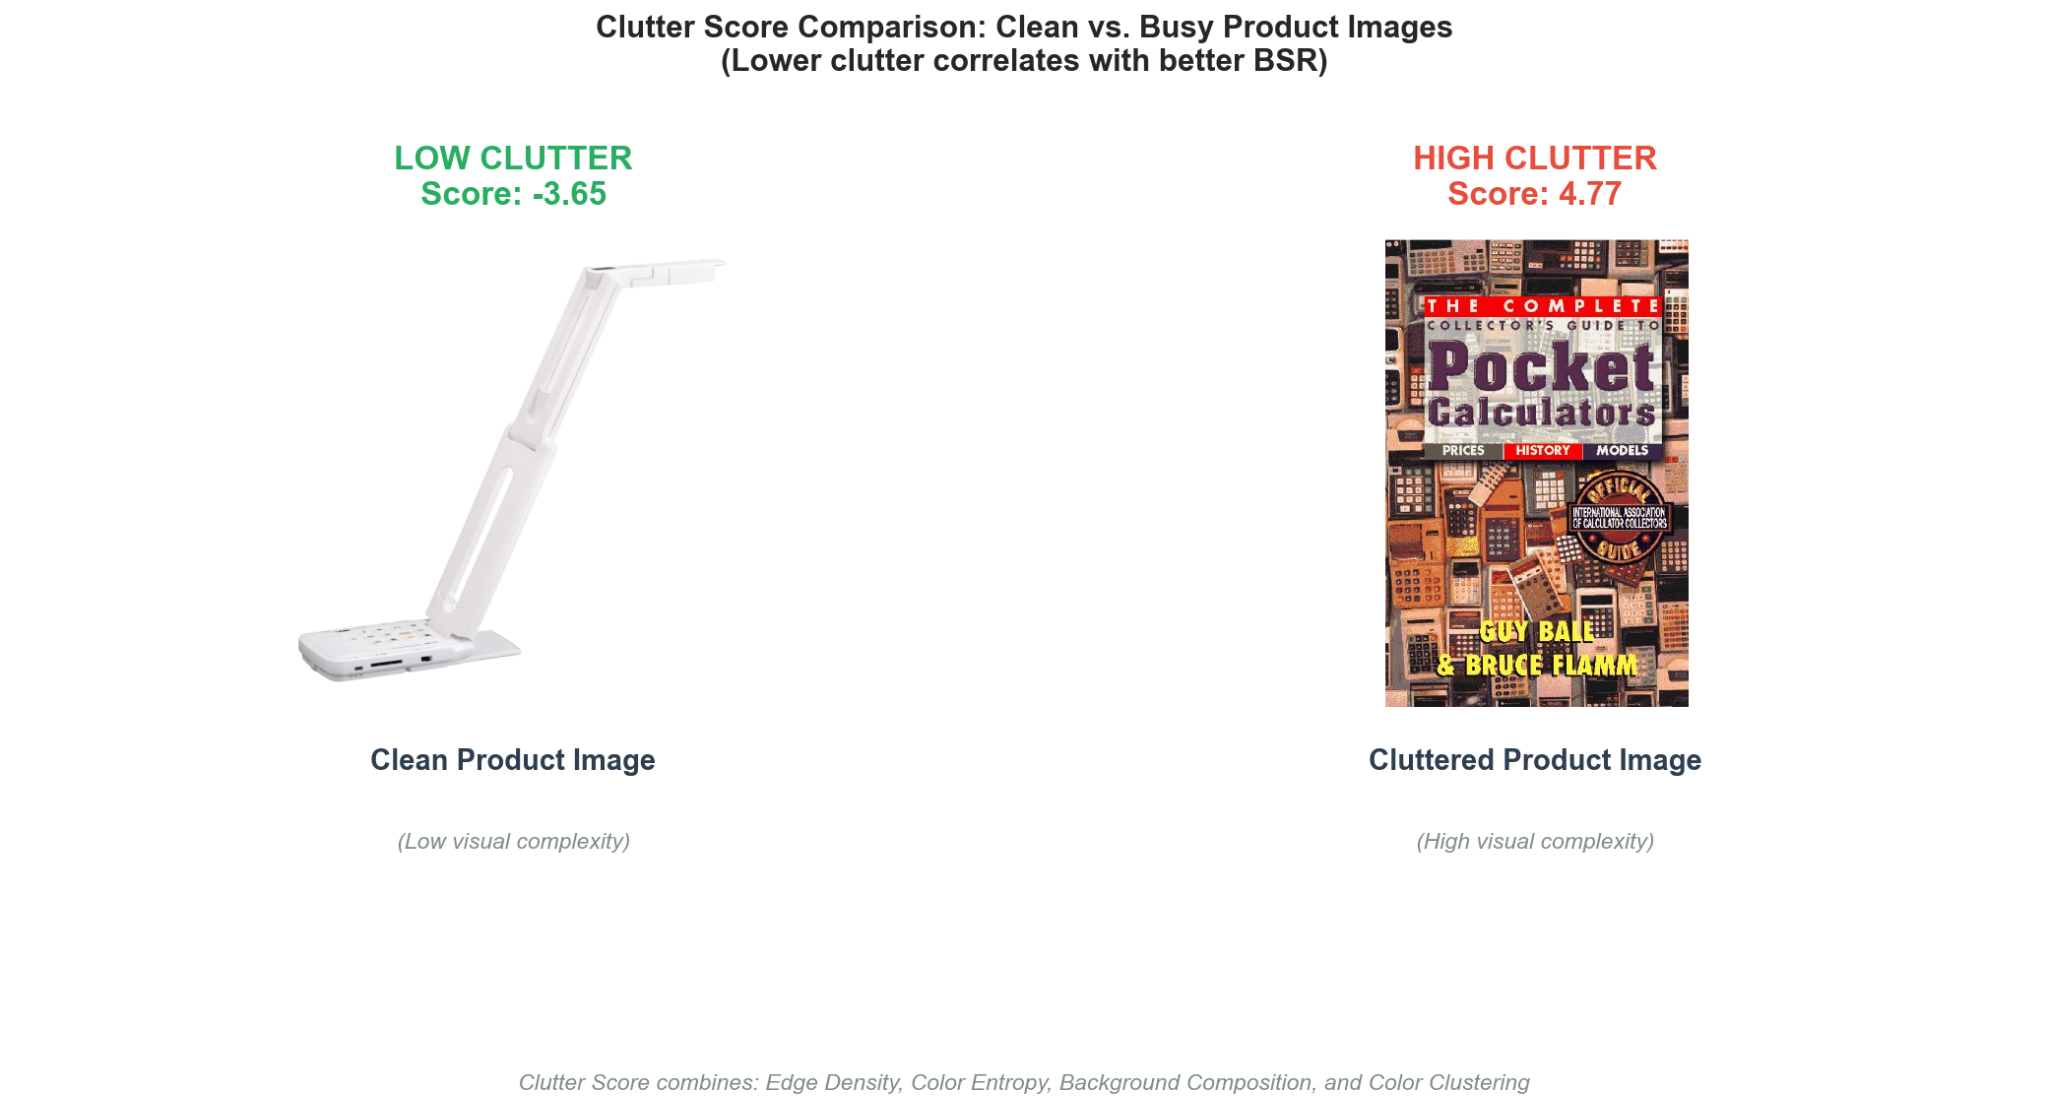 Clutter Score Comparison: Clean vs. Busy Product Images
(Lower clutter correlates with better BSR)
LOW CLUTTER
Score: -3.65
HIGH CLUTTER
Score: 4.77
THE COMPLETE
COLLECTOR'S GUIDE TO
Pocket
Calculators
PRICES HISTORY MODELS
OFFICIAL
INTERNATIONAL ASSOCIATION
OF CALCULATOR COLLECTORS
GUIDE
GUY BALL
& BRUCE FLAMM
Clean Product Image
Cluttered Product Image
(Low visual complexity)
(High visual complexity)
Clutter Score combines: Edge Density, Color Entropy, Background Composition, and Color Clustering